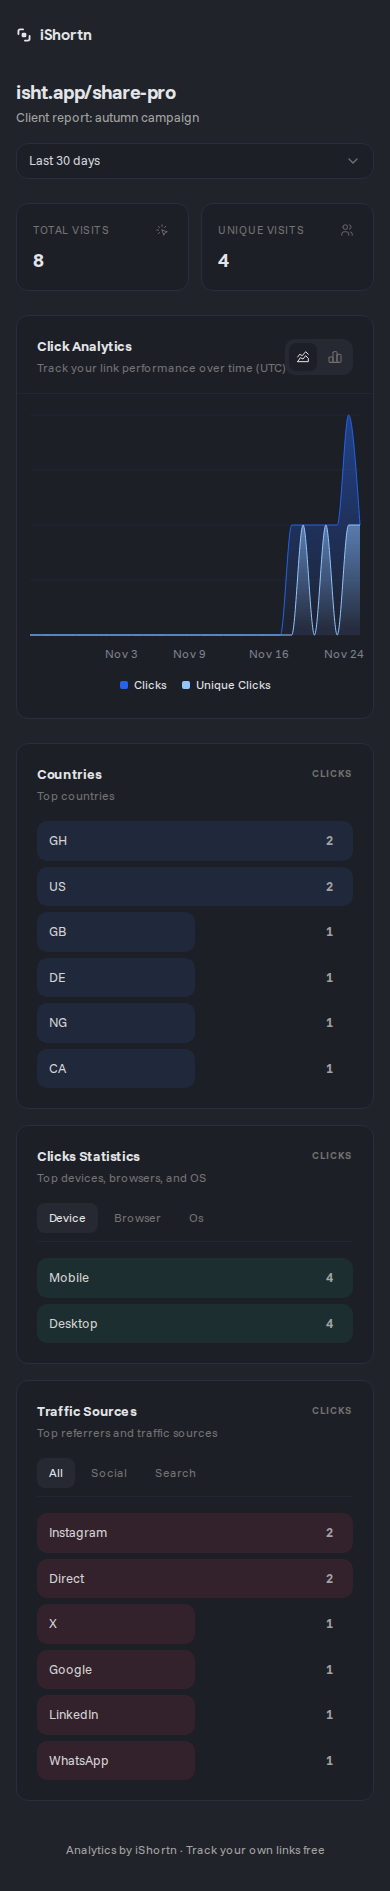 iShortn
isht.app/share-pro
Client report: autumn campaign
Last 30 days
TOTAL VISITS
8
UNIQUE VISITS
4
Click Analytics
Track your link performance over time (UTC)
Nov 3 Nov 9 Nov 16 Nov 24
Clicks Unique Clicks
Countries CLICKS
Top countries
GH 2
US 2
GB 1
DE 1
NG 1
CA 1
Clicks Statistics CLICKS
Top devices, browsers, and OS
Device Browser Os
Mobile 4
Desktop 4
Traffic Sources CLICKS
Top referrers and traffic sources
All Social Search
Instagram 2
Direct 2
X 1
Google 1
LinkedIn 1
WhatsApp 1
Analytics by iShortn · Track your own links free